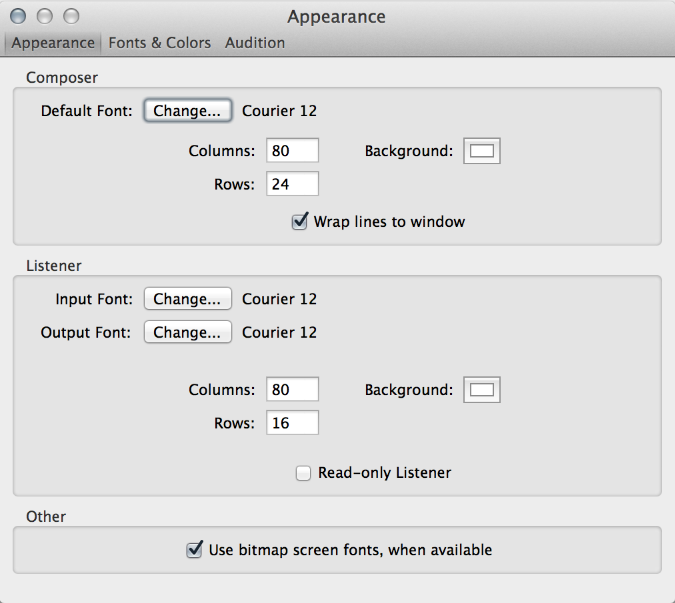 Appearance
Appearance Fonts & Colors Audition
Composer
Default Font: Change... Courier 12
Columns: 80 Background:
Rows: 24
Wrap lines to window
Listener
Input Font: Change... Courier 12
Output Font: Change... Courier 12
Columns: 80 Background:
Rows: 16
Read-only Listener
Other
Use bitmap screen fonts, when available